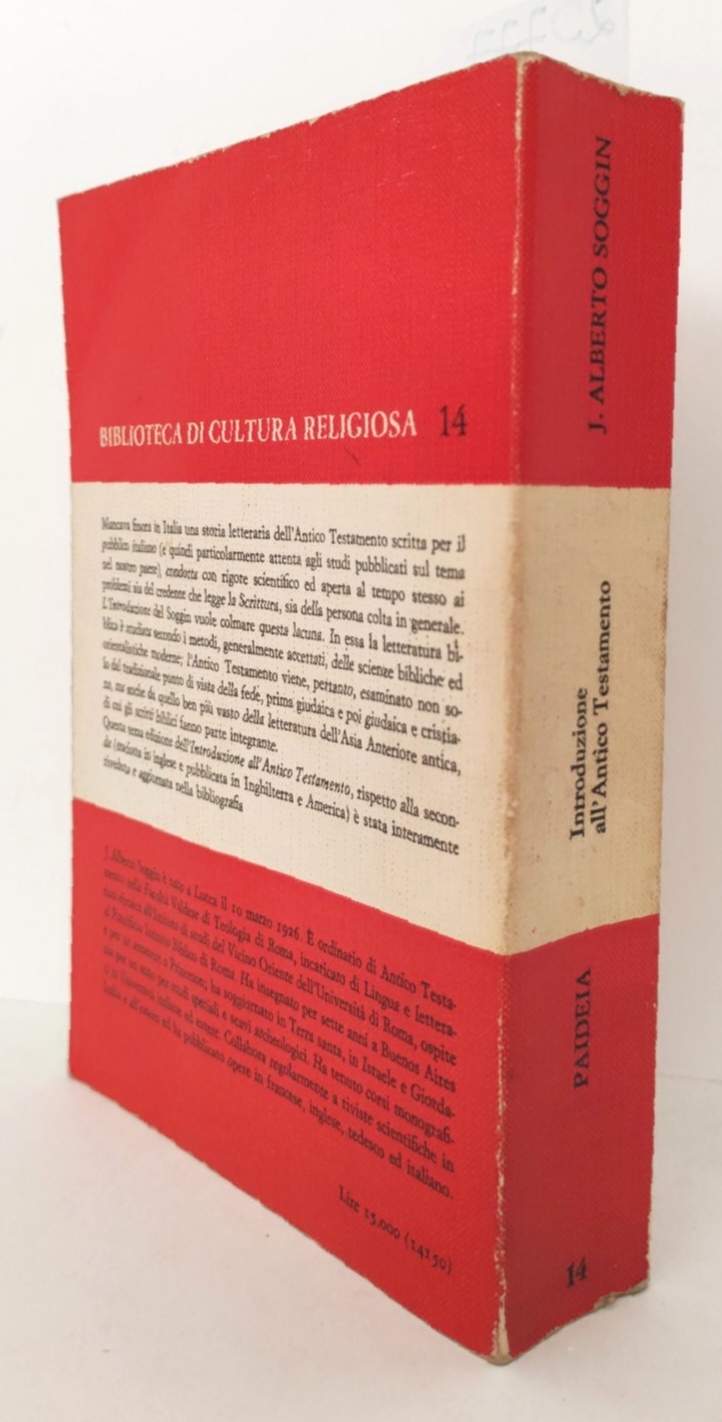 BIBLIOTECA DI CULTURA RELIGIOSA 14
Mancava finora in Italia una storia letteraria dell'Antico Testamento scritta per il
pubblico italiano (e quindi particolarmente attenta agli studi pubblicati sul tema
nel nostro paese), condotta con rigore scientifico ed aperta al tempo stesso ai
problemi sia del credente che legge la Scrittura, sia della persona colta in generale.
L'Introduzione del Soggin vuole colmare questa lacuna. In essa la letteratura bi-
blica è studiata secondo i metodi, generalmente accettati, delle scienze bibliche ed
orientalistiche moderne; l'Antico Testamento viene, pertanto, esaminato non so-
lo dal tradizionale punto di vista della fede, prima giudaica e poi giudaica e cristia-
na, ma anche da quello ben più vasto della letteratura dell'Asia Anteriore antica,
di cui gli scritti biblici fanno parte integrante.
Questa terza edizione dell'Introduzione all'Antico Testamento, rispetto alla secon-
da (tradotta in inglese e pubblicata in Inghilterra e America) è stata interamente
riveduta e aggiornata nella bibliografia
J. Alberto Soggin è nato a Lucca il 10 marzo 1926. È ordinario di Antico Testa-
mento nella Facoltà Valdese di Teologia di Roma, incaricato di Lingua e lettera-
tura ebraica all'Istituto di studi del Vicino Oriente dell'Università di Roma, ospite
al Pontificio Istituto Biblico di Roma. Ha insegnato per sette anni a Buenos Aires
e per un semestre a Princeton; ha soggiornato in Terra santa, in Israele e Giorda-
nia per un anno per studi speciali e scavi archeologici. Ha tenuto corsi monografi-
ci in Università italiane ed estere. Collabora regolarmente a riviste scientifiche in
Italia e all'estero ed ha pubblicato opere in francese, inglese, tedesco ed italiano.
Lire 15.000 (14150)
J. ALBERTO SOGGIN
Introduzione
all'Antico Testamento
PAIDEIA
14